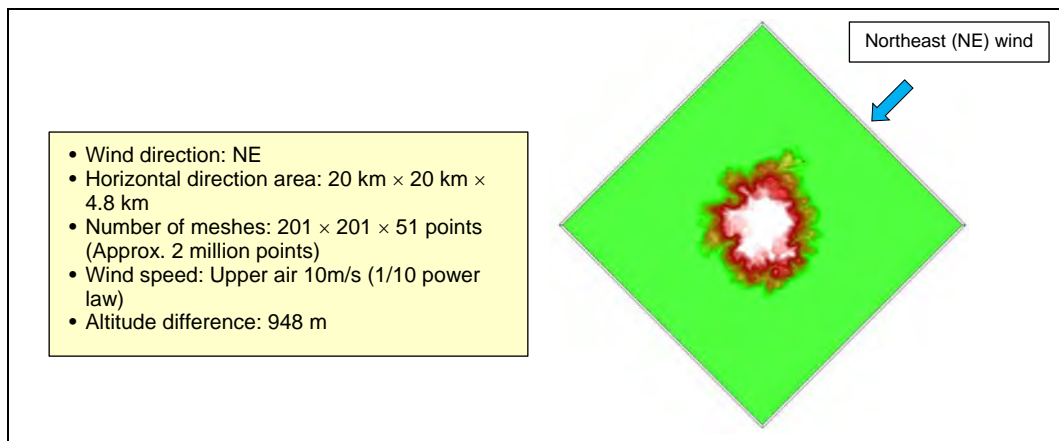 Northeast (NE) wind
• Wind direction: NE
• Horizontal direction area: 20 km × 20 km ×
4.8 km
• Number of meshes: 201 × 201 × 51 points
(Approx. 2 million points)
• Wind speed: Upper air 10m/s (1/10 power
law)
• Altitude difference: 948 m